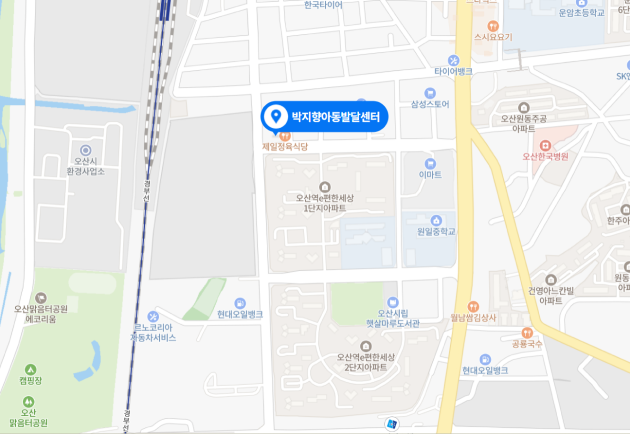 한국타이어
운암초등학교
스시요요기
타이어뱅크
삼성스토어
박지향아동발달센터
제일정육식당
오산원동주공
아파트
오산한국병원
오산시
환경사업소
경부선
이마트
오산역e편한세상
1단지아파트
원일중학교
건영아느칸빌
아파트
오산맑음터공원
에코리움
르노코리아
자동차서비스
현대오일뱅크
오산시립
햇살마루도서관
월남쌈김상사
공룡국수
오산역e편한세상
2단지아파트
현대오일뱅크
캠핑장
오산
맑음터공원
경부선